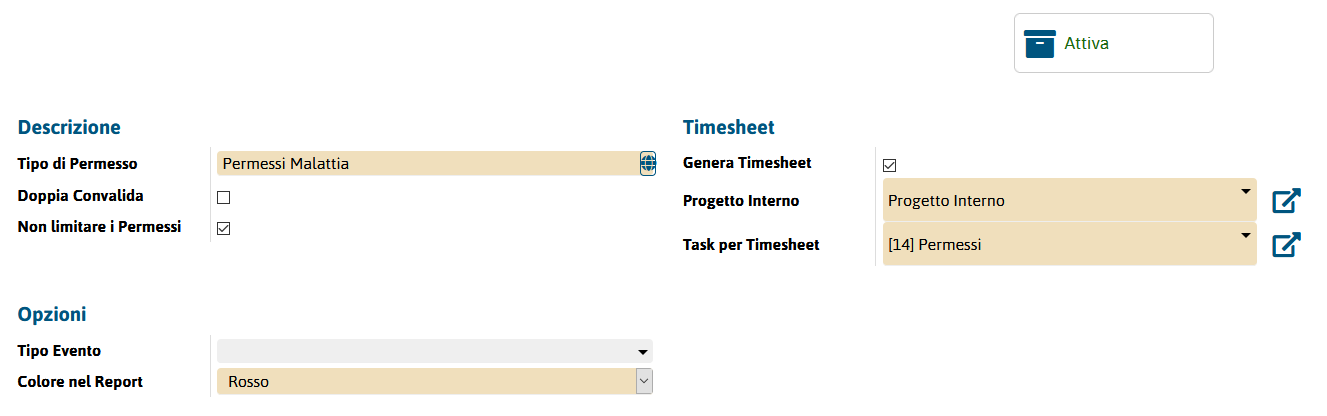 Attiva
Descrizione
Tipo di Permesso Permessi Malattia
Doppia Convalida
Non limitare i Permessi
Timesheet
Genera Timesheet
Progetto Interno Progetto Interno
Task per Timesheet [14] Permessi
Opzioni
Tipo Evento
Colore nel Report Rosso